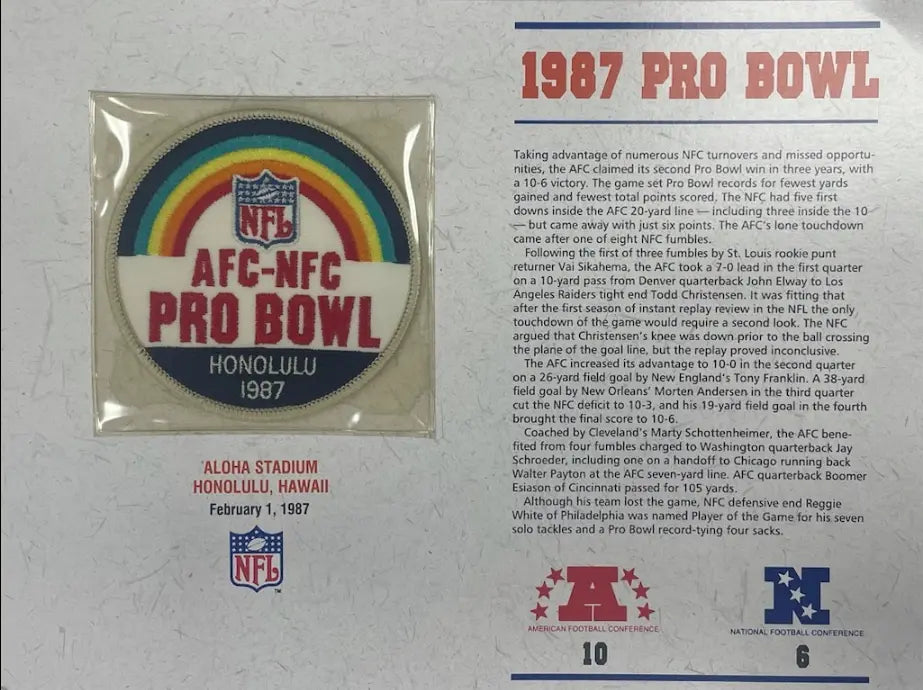 NFL
AFC-NFC
PRO BOWL
HONOLULU
1987
ALOHA STADIUM
HONOLULU, HAWAII
February 1, 1987
NFL
TM
1987 PRO BOWL
Taking advantage of numerous NFC turnovers and missed opportu-
nities, the AFC claimed its second Pro Bowl win in three years, with
a 10-6 victory. The game set Pro Bowl records for fewest yards
gained and fewest total points scored. The NFC had five first
downs inside the AFC 20-yard line — including three inside the 10
— but came away with just six points. The AFC's lone touchdown
came after one of eight NFC fumbles.
Following the first of three fumbles by St. Louis rookie punt
returner Vai Sikahema, the AFC took a 7-0 lead in the first quarter
on a 10-yard pass from Denver quarterback John Elway to Los
Angeles Raiders tight end Todd Christensen. It was fitting that
after the first season of instant replay review in the NFL the only
touchdown of the game would require a second look. The NFC
argued that Christensen's knee was down prior to the ball crossing
the plane of the goal line, but the replay proved inconclusive.
The AFC increased its advantage to 10-0 in the second quarter
on a 26-yard field goal by New England's Tony Franklin. A 38-yard
field goal by New Orleans' Morten Andersen in the third quarter
cut the NFC deficit to 10-3, and his 19-yard field goal in the fourth
brought the final score to 10-6.
Coached by Cleveland's Marty Schottenheimer, the AFC bene-
fited from four fumbles charged to Washington quarterback Jay
Schroeder, including one on a handoff to Chicago running back
Walter Payton at the AFC seven-yard line. AFC quarterback Boomer
Esiason of Cincinnati passed for 105 yards.
Although his team lost the game, NFC defensive end Reggie
White of Philadelphia was named Player of the Game for his seven
solo tackles and a Pro Bowl record-tying four sacks.
A
AMERICAN FOOTBALL CONFERENCE
10
N
NATIONAL FOOTBALL CONFERENCE
6